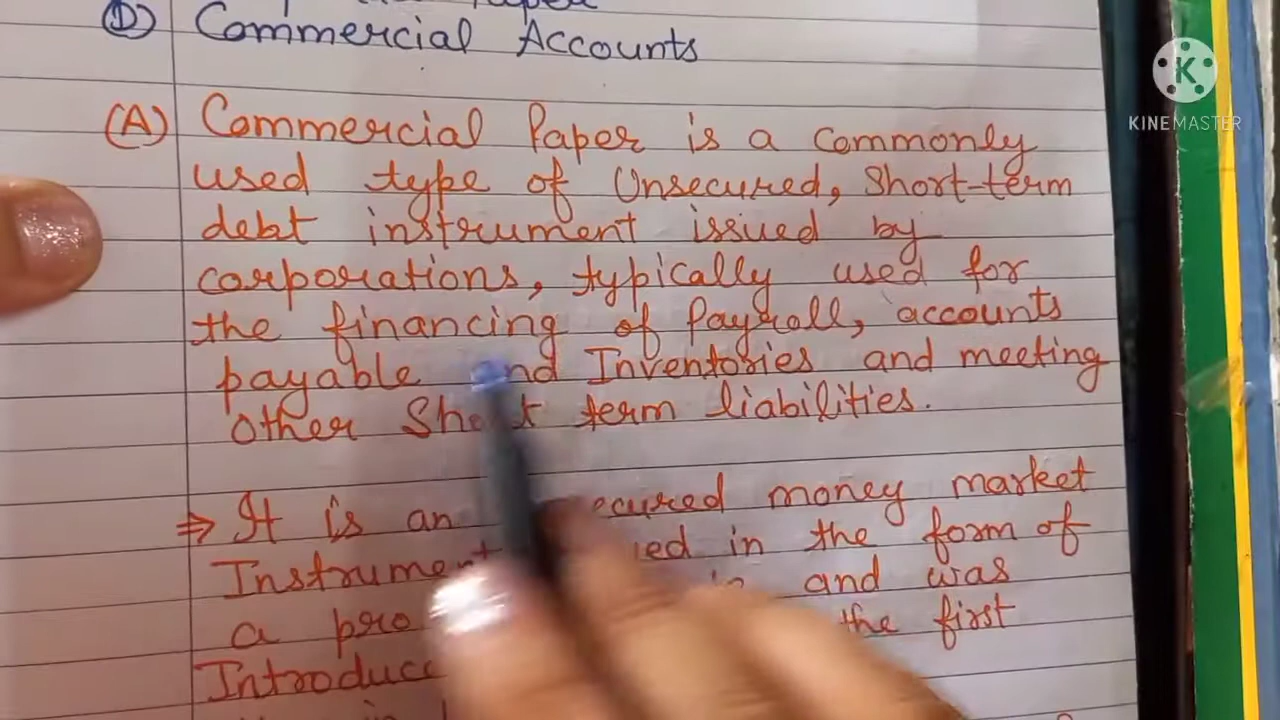 (D) Commercial Accounts
K
KINEMASTER
(A) Commercial Paper is a commonly
used type of Unsecured, Short-term
debt instrument issued by
corporations, typically used for
the financing of Payroll, accounts
payable and Inventories and meeting
other Short term liabilities.
⇒ It is an money market
in the form of
a and was
the first